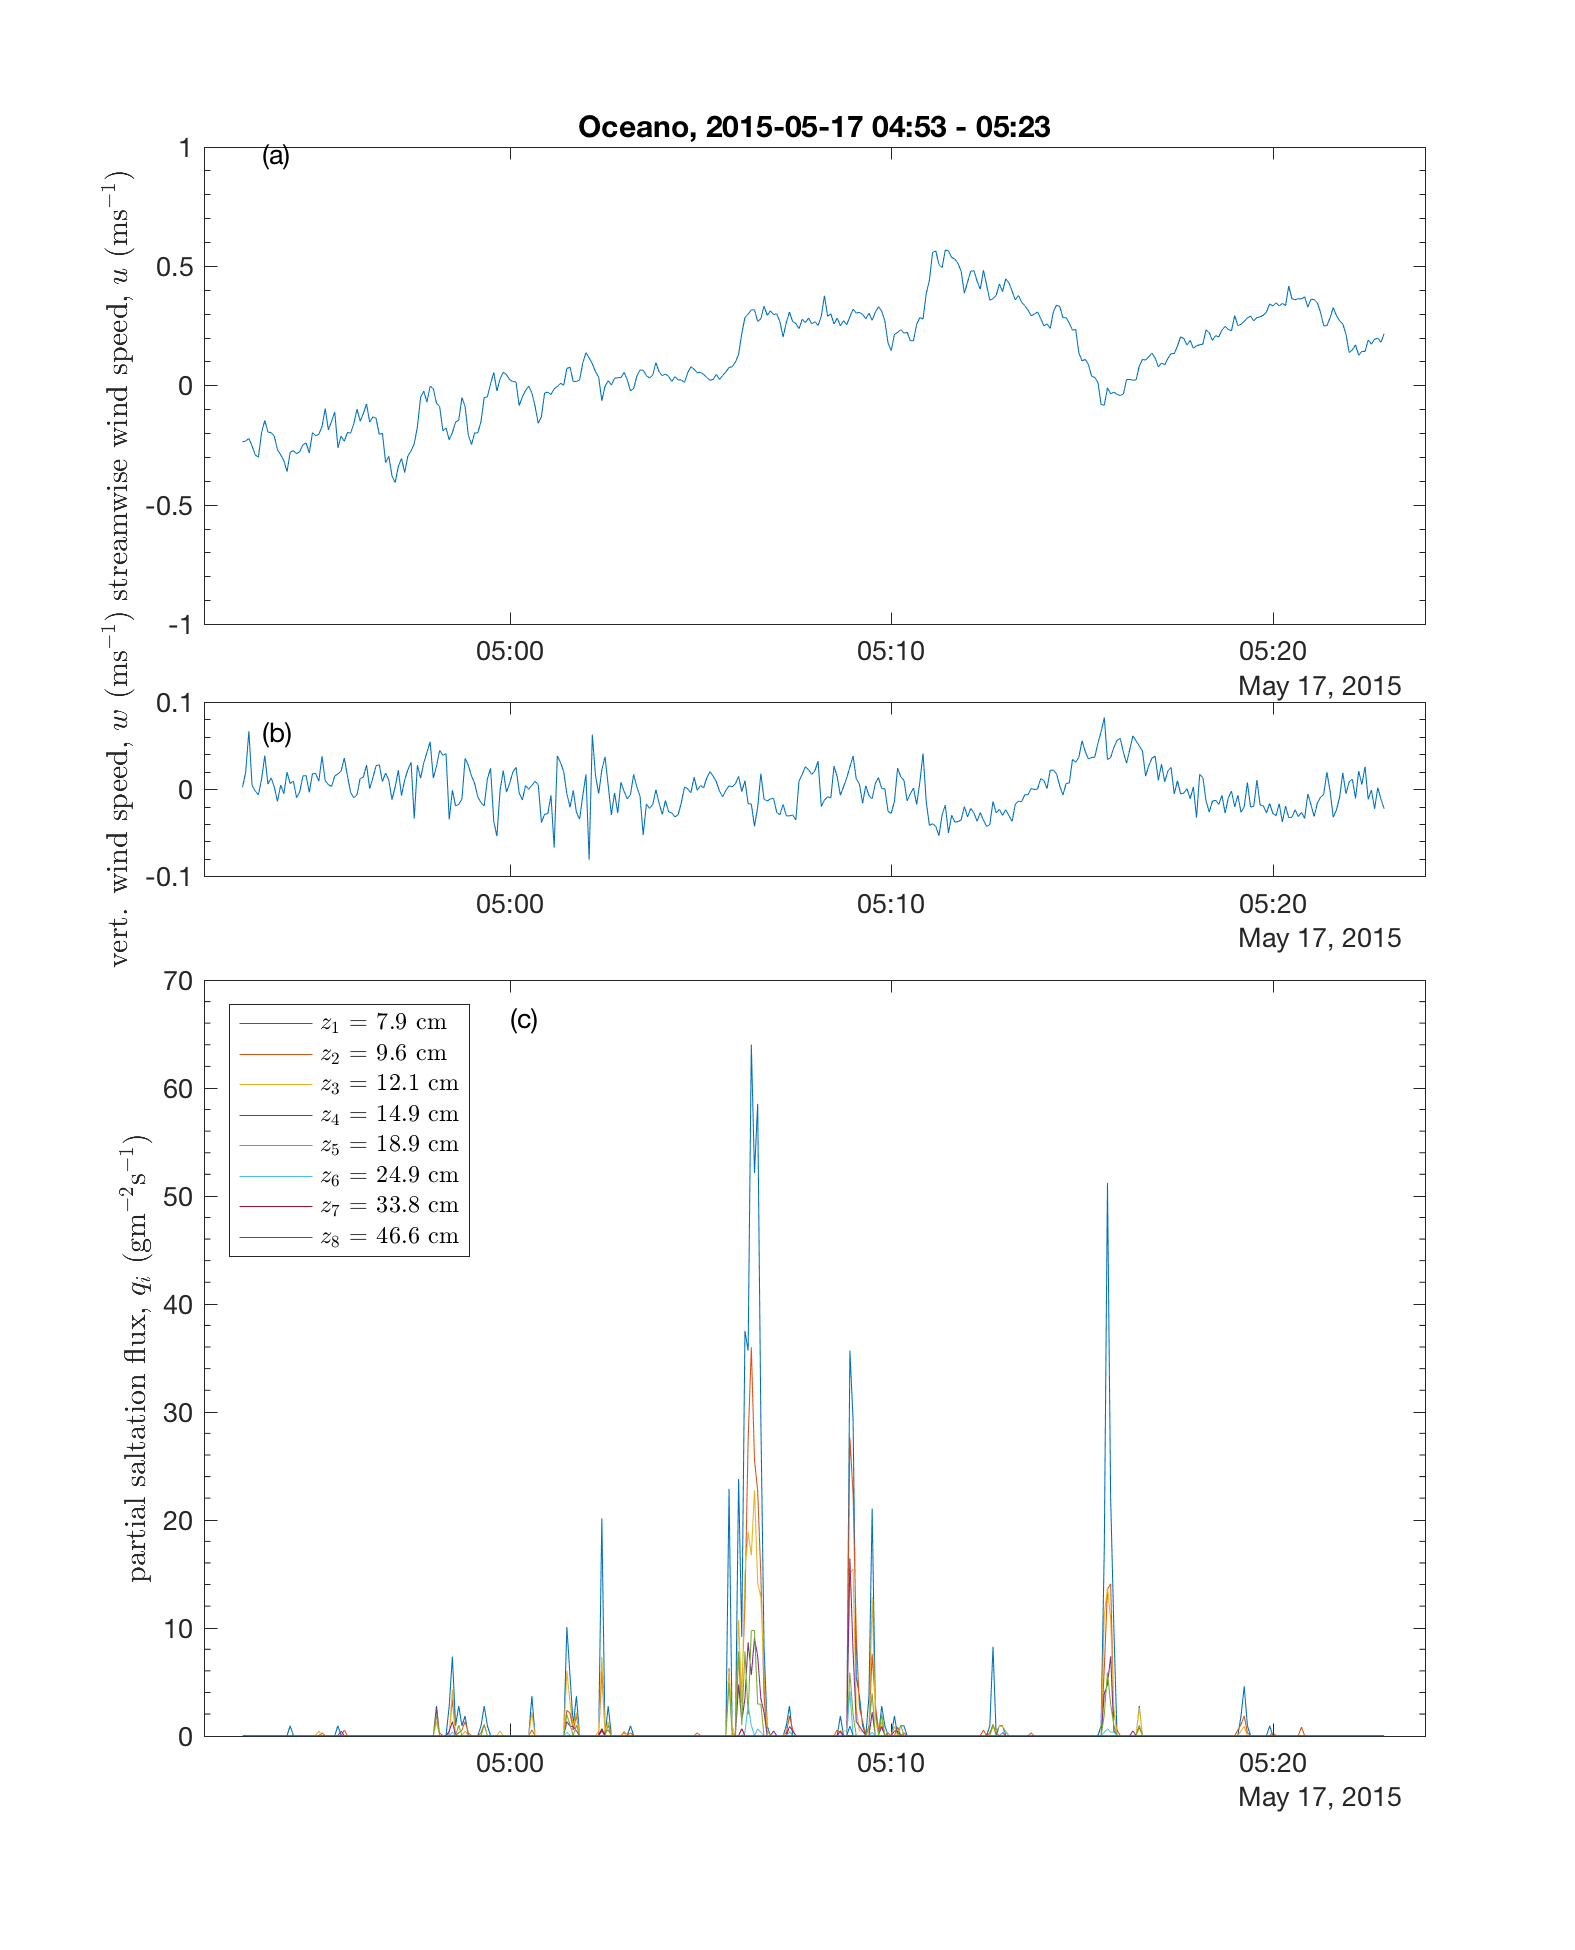 Oceano, 2015-05-17 04:53 - 05:23
(a)
streamwise wind speed, u (ms⁻¹)
1
0.5
0
-0.5
-1
05:00 05:10 05:20
May 17, 2015
(b)
vert. wind speed, w (ms⁻¹)
0.1
0
-0.1
05:00 05:10 05:20
May 17, 2015
(c)
partial saltation flux, qᵢ (gm⁻²s⁻¹)
70
60
50
40
30
20
10
0
z₁ = 7.9 cm
z₂ = 9.6 cm
z₃ = 12.1 cm
z₄ = 14.9 cm
z₅ = 18.9 cm
z₆ = 24.9 cm
z₇ = 33.8 cm
z₈ = 46.6 cm
05:00 05:10 05:20
May 17, 2015